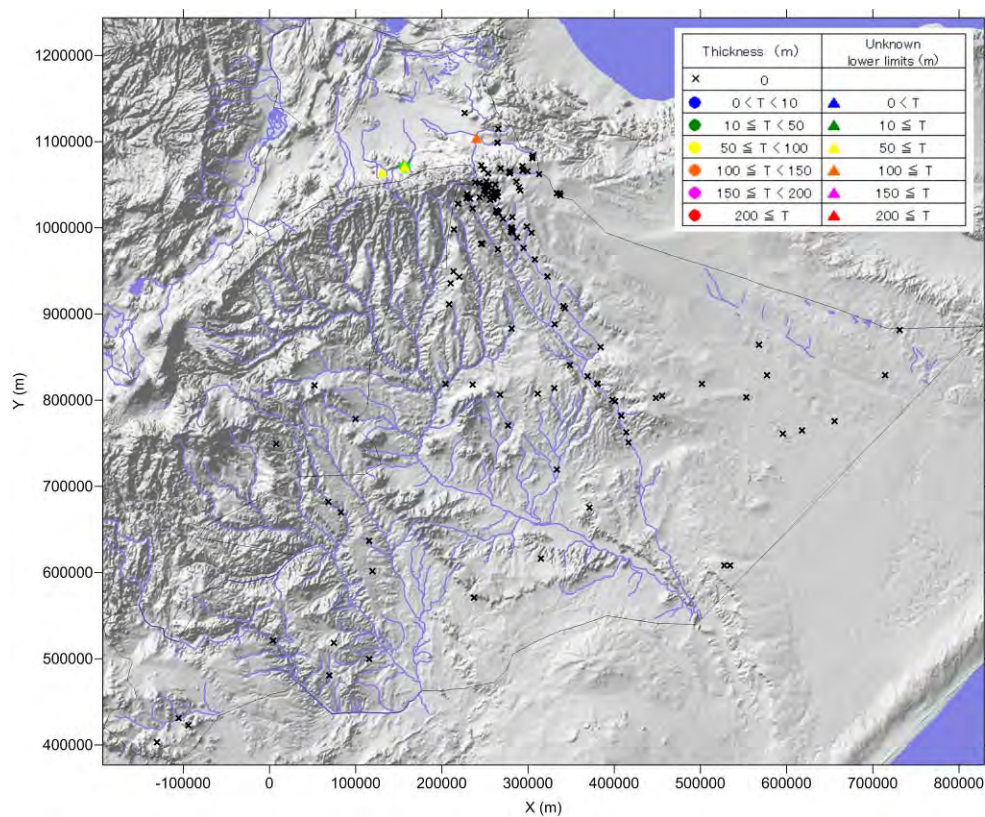 Thickness (m) Unknown lower limits (m)
× 0
0 < T < 10 0 < T
10 ≦ T < 50 10 ≦ T
50 ≦ T < 100 50 ≦ T
100 ≦ T < 150 100 ≦ T
150 ≦ T < 200 150 ≦ T
200 ≦ T 200 ≦ T
Y (m)
1200000
1100000
1000000
900000
800000
700000
600000
500000
400000
-100000 0 100000 200000 300000 400000 500000 600000 700000 800000
X (m)